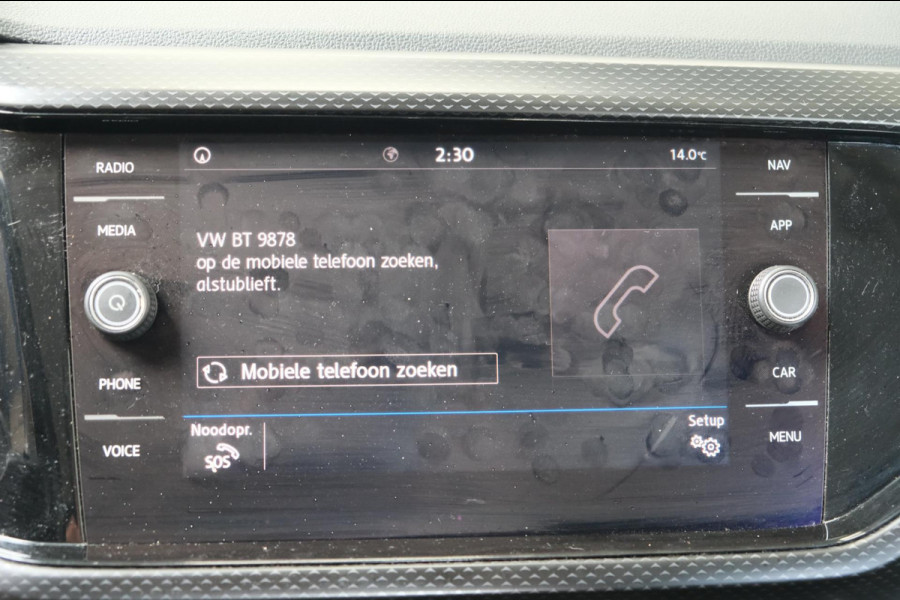 RADIO
MEDIA
PHONE
VOICE
2:30
14.0°C
VW BT 9878
op de mobiele telefoon zoeken,
alstublieft.
Mobiele telefoon zoeken
Noodopr.
SOS
Setup
NAV
APP
CAR
MENU